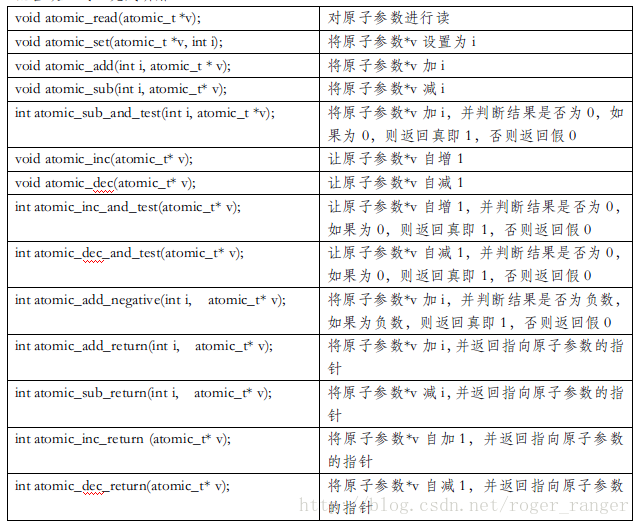 void atomic_read(atomic_t *v);
对原子参数进行读
void atomic_set(atomic_t *v, int i);
将原子参数*v 设置为 i
void atomic_add(int i, atomic_t * v);
将原子参数*v 加 i
void atomic_sub(int i, atomic_t* v);
将原子参数*v 减 i
int atomic_sub_and_test(int i, atomic_t *v);
将原子参数*v 加 i，并判断结果是否为 0，如
果为 0，则返回真即 1，否则返回假 0
void atomic_inc(atomic_t* v);
让原子参数*v 自增 1
void atomic_dec(atomic_t* v);
让原子参数*v 自减 1
int atomic_inc_and_test(atomic_t* v);
让原子参数*v 自增 1，并判断结果是否为 0，
如果为 0，则返回真即 1，否则返回假 0
int atomic_dec_and_test(atomic_t* v);
让原子参数*v 自减 1，并判断结果是否为 0，
如果为 0，则返回真即 1，否则返回假 0
int atomic_add_negative(int i, atomic_t* v);
将原子参数*v 加 i，并判断结果是否为负数，
如果为负数，则返回真即 1，否则返回假 0
int atomic_add_return(int i, atomic_t* v);
将原子参数*v 加 i，并返回指向原子参数的指
针
int atomic_sub_return(int i, atomic_t* v);
将原子参数*v 减 i，并返回指向原子参数的指
针
int atomic_inc_return (atomic_t* v);
将原子参数*v 自加 1，并返回指向原子参数
的指针
int atomic_dec_return(atomic_t* v);
将原子参数*v 自减 1，并返回指向原子参数
的指针
http://blog.csdn.net/roger_ranger